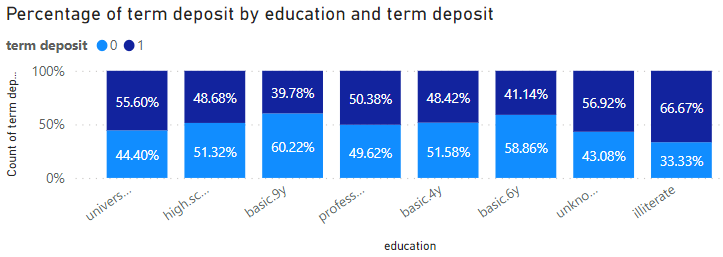 Percentage of term deposit by education and term deposit
term deposit 0 1
Count of term dep...
100%
50%
0%
55.60% 48.68% 39.78% 50.38% 48.42% 41.14% 56.92% 66.67%
44.40% 51.32% 60.22% 49.62% 51.58% 58.86% 43.08% 33.33%
univers... high.sc... basic.9y profess... basic.4y basic.6y unkno... illiterate
education